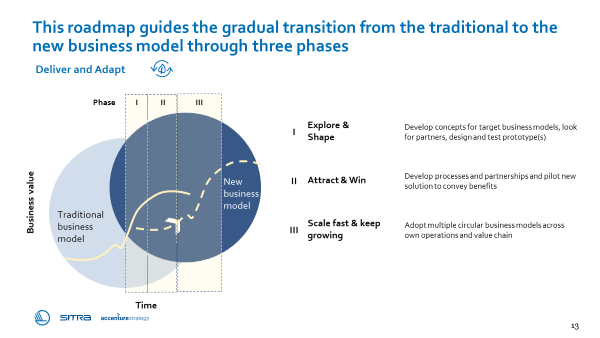 This roadmap guides the gradual transition from the traditional to the
new business model through three phases
Deliver and Adapt
Phase
I
II
III
Business value
Traditional
business
model
New
business
model
Time
I
Explore &
Shape
Develop concepts for target business models, look
for partners, design and test prototype(s)
II
Attract & Win
Develop processes and partnerships and pilot new
solution to convey benefits
III
Scale fast & keep
growing
Adopt multiple circular business models across
own operations and value chain
SITRA
accenturestrategy
13